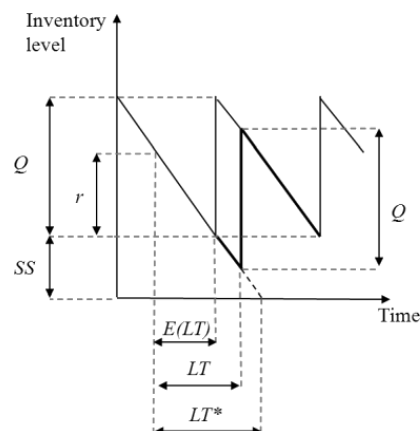 Inventory
level
Q
r
Q
SS
Time
E(LT)
LT
LT*